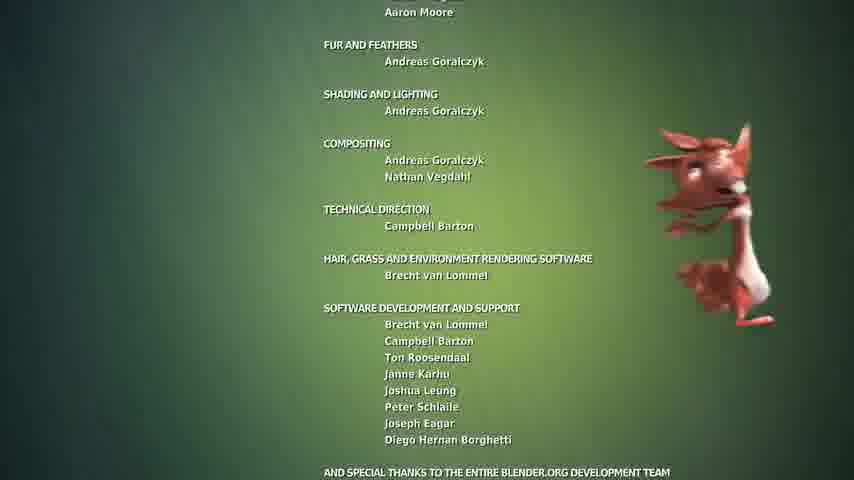 Aaron Moore
FUR AND FEATHERS
Andreas Goralczyk
SHADING AND LIGHTING
Andreas Goralczyk
COMPOSITING
Andreas Goralczyk
Nathan Vegdahl
TECHNICAL DIRECTION
Campbell Barton
HAIR, GRASS AND ENVIRONMENT RENDERING SOFTWARE
Brecht van Lommel
SOFTWARE DEVELOPMENT AND SUPPORT
Brecht van Lommel
Campbell Barton
Ton Roosendaal
Janne Karhu
Joshua Leung
Peter Schlaile
Joseph Eagar
Diego Hernan Borghetti
AND SPECIAL THANKS TO THE ENTIRE BLENDER.ORG DEVELOPMENT TEAM